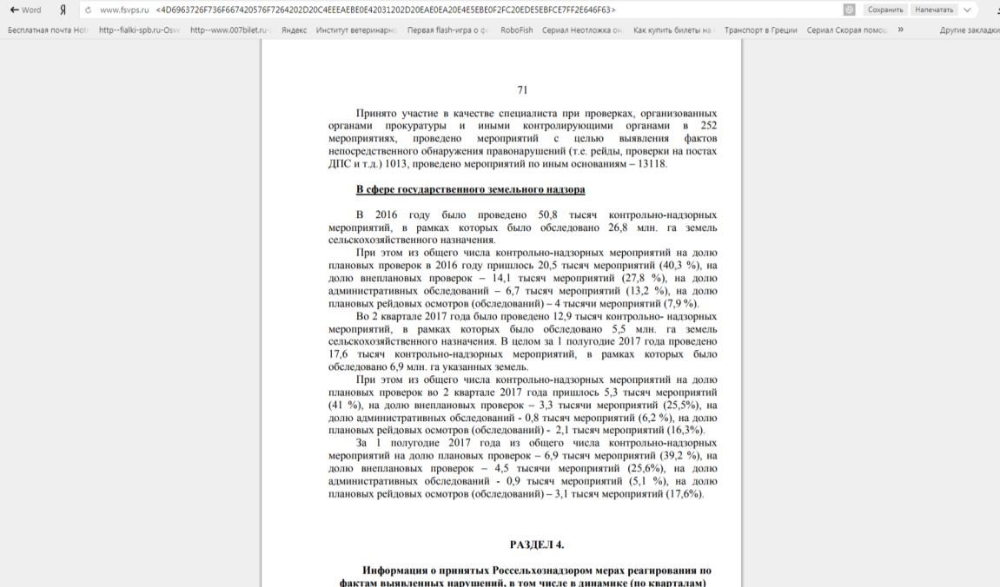 Word
Я
www.fsvps.ru <4D6963726F736F667420576F7264202D20C4EEEAEBE0E42031202D20EAE0EA20E4E5EBE0F2FC20EDE5EBFCE7FF2E646F63>
Сохранить
Напечатать
Бесплатная почта Hot
http--fialki-spb.ru-Osve
http--www.007bilet.ru-
Яндекс
Институт ветеринарно
Первая flash-игра о ф
RoboFish
Сериал Неотложка он
Как купить билеты на
Транспорт в Греции
Сериал Скорая помощ
»
Другие закладки
71
Принято участие в качестве специалиста при проверках, организованных
органами прокуратуры и иными контролирующими органами в 252
мероприятиях, проведено мероприятий с целью выявления фактов
непосредственного обнаружения правонарушений (т.е. рейды, проверки на постах
ДПС и т.д.) 1013, проведено мероприятий по иным основаниям – 13118.
В сфере государственного земельного надзора
В 2016 году было проведено 50,8 тысяч контрольно-надзорных
мероприятий, в рамках которых было обследовано 26,8 млн. га земель
сельскохозяйственного назначения.
При этом из общего числа контрольно-надзорных мероприятий на долю
плановых проверок в 2016 году пришлось 20,5 тысяч мероприятий (40,3 %), на
долю внеплановых проверок – 14,1 тысяч мероприятий (27,8 %), на долю
административных обследований – 6,7 тысяч мероприятий (13,2 %), на долю
плановых рейдовых осмотров (обследований) – 4 тысячи мероприятий (7,9 %).
Во 2 квартале 2017 года было проведено 12,9 тысяч контрольно- надзорных
мероприятий, в рамках которых было обследовано 5,5 млн. га земель
сельскохозяйственного назначения. В целом за 1 полугодие 2017 года проведено
17,6 тысяч контрольно-надзорных мероприятий, в рамках которых было
обследовано 6,9 млн. га указанных земель.
При этом из общего числа контрольно-надзорных мероприятий на долю
плановых проверок во 2 квартале 2017 года пришлось 5,3 тысяч мероприятий
(41 %), на долю внеплановых проверок – 3,3 тысячи мероприятий (25,5%), на
долю административных обследований - 0,8 тысяч мероприятий (6,2 %), на долю
плановых рейдовых осмотров (обследований) - 2,1 тысяч мероприятий (16,3%).
За 1 полугодие 2017 года из общего числа контрольно-надзорных
мероприятий на долю плановых проверок – 6,9 тысяч мероприятий (39,2 %), на
долю внеплановых проверок – 4,5 тысячи мероприятий (25,6%), на долю
административных обследований - 0,9 тысяч мероприятий (5,1 %), на долю
плановых рейдовых осмотров (обследований) – 3,1 тысяч мероприятий (17,6%).
РАЗДЕЛ 4.
Информация о принятых Россельхознадзором мерах реагирования по
фактам выявленных нарушений, в том числе в динамике (по кварталам)